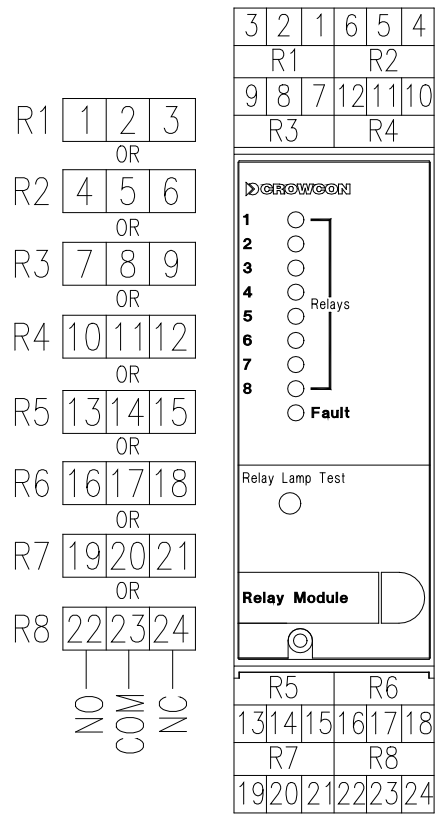 R1 1 2 3
OR
R2 4 5 6
OR
R3 7 8 9
OR
R4 10 11 12
OR
R5 13 14 15
OR
R6 16 17 18
OR
R7 19 20 21
OR
R8 22 23 24
NO COM NC
3 2 1 6 5 4
R1 R2
9 8 7 12 11 10
R3 R4
CROWCON
1
2
3
4
Relays
5
6
7
8
Fault
Relay Lamp Test
Relay Module
R5 R6
13 14 15 16 17 18
R7 R8
19 20 21 22 23 24